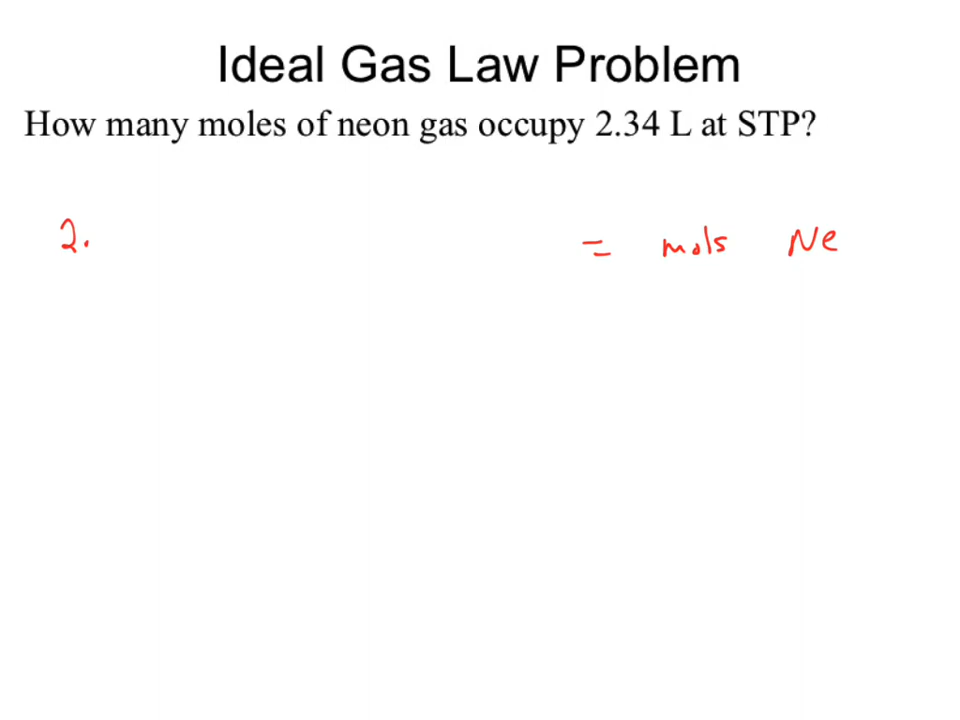 Ideal Gas Law Problem
How many moles of neon gas occupy 2.34 L at STP?
2. = mols Ne